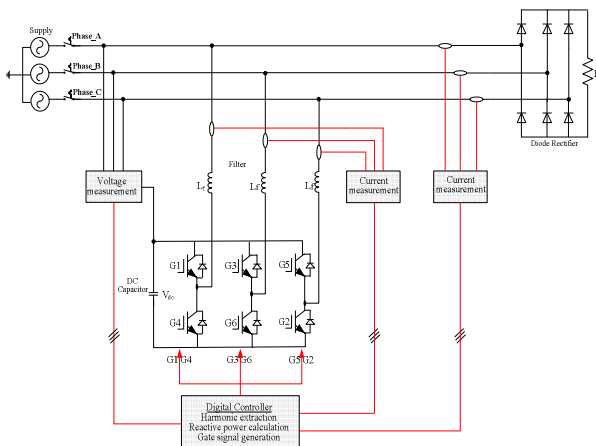 Supply
Phase_A
Phase_B
Phase_C
Diode Rectifier
Filter
Voltage
measurement
Lf
Lf
Lf
Current
measurement
Current
measurement
G1
G3
G5
DC
Capacitor
Vdc
G4
G6
G2
G1 G4
G3 G6
G5 G2
Digital Controller
Harmonic extraction
Reactive power calculation
Gate signal generation